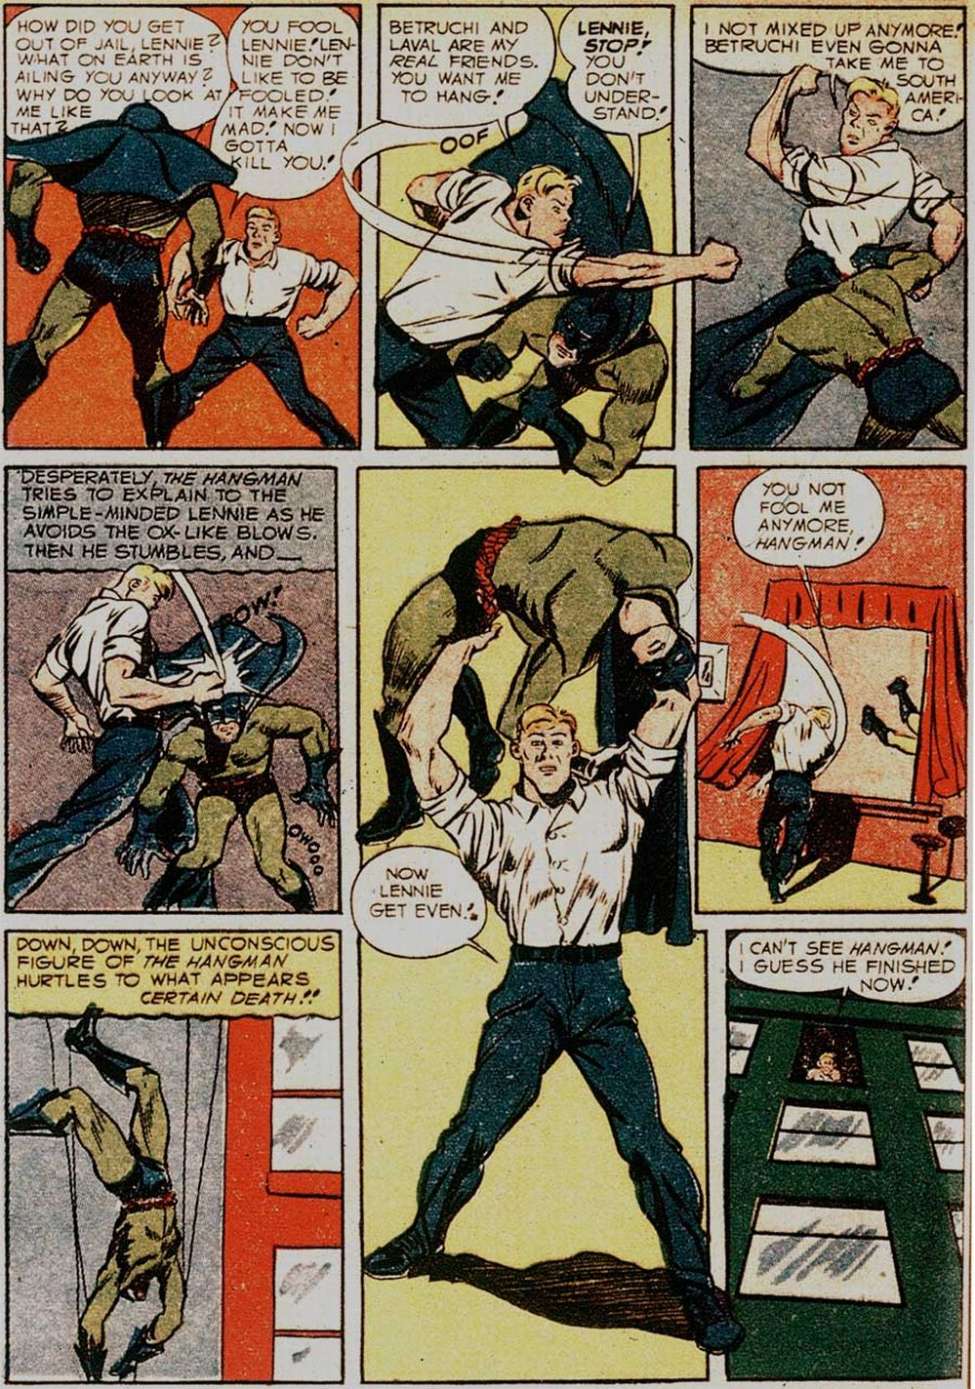 HOW DID YOU GET
OUT OF JAIL, LENNIE?
WHAT ON EARTH IS
AILING YOU ANYWAY?
WHY DO YOU LOOK AT
ME LIKE
THAT?
YOU FOOL
LENNIE! LEN-
NIE DON'T
LIKE TO BE
FOOLED!
IT MAKE ME
MAD! NOW I
GOTTA
KILL YOU!
BETRUCHI AND
LAVAL ARE MY
REAL FRIENDS.
YOU WANT ME
TO HANG!
OOF
LENNIE,
STOP!
YOU
DON'T
UNDER-
STAND!
I NOT MIXED UP ANYMORE!
BETRUCHI EVEN GONNA
TAKE ME TO
SOUTH
AMERI-
CA!
DESPERATELY, THE HANGMAN
TRIES TO EXPLAIN TO THE
SIMPLE-MINDED LENNIE AS HE
AVOIDS THE OX-LIKE BLOWS.
THEN HE STUMBLES, AND—
POW!
OHOOO
NOW
LENNIE
GET EVEN!
YOU NOT
FOOL ME
ANYMORE,
HANGMAN!
DOWN, DOWN, THE UNCONSCIOUS
FIGURE OF THE HANGMAN
HURTLES TO WHAT APPEARS
CERTAIN DEATH!!
I CAN'T SEE HANGMAN!
I GUESS HE FINISHED
NOW!